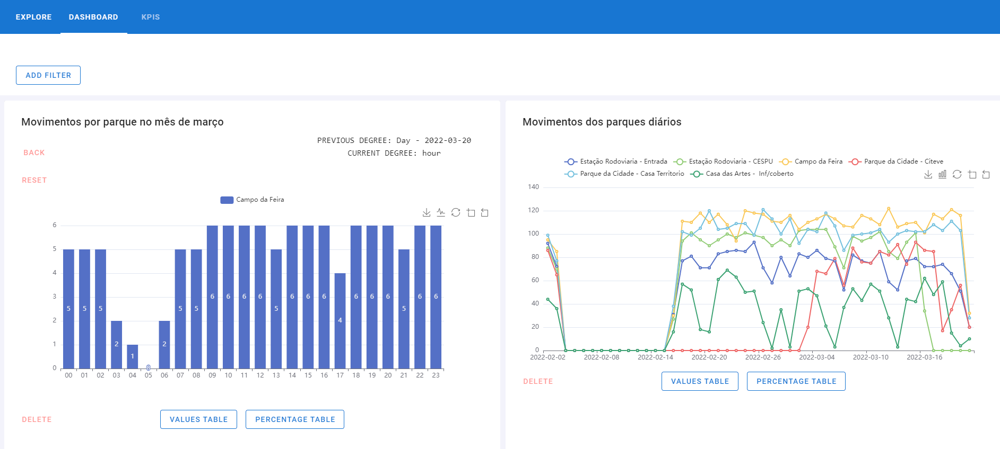 EXPLORE DASHBOARD KPIS
ADD FILTER
Movimentos por parque no mês de março
PREVIOUS DEGREE: Day - 2022-03-20
CURRENT DEGREE: hour
BACK
RESET
Campo da Feira
6
5
4
3
2
1
0
5 5 5 2 1 0 2 5 5 6 6 6 6 5 6 6 6 4 6 6 6 5 6 6
00 01 02 03 04 05 06 07 08 09 10 11 12 13 14 15 16 17 18 19 20 21 22 23
DELETE
VALUES TABLE
PERCENTAGE TABLE
Movimentos dos parques diários
Estação Rodoviaria - Entrada Estação Rodoviaria - CESPU Campo da Feira Parque da Cidade - Citeve
Parque da Cidade - Casa Territorio Casa das Artes - Inf/coberto
140
120
100
80
60
40
20
0
2022-02-02 2022-02-08 2022-02-14 2022-02-20 2022-02-26 2022-03-04 2022-03-10 2022-03-16
DELETE
VALUES TABLE
PERCENTAGE TABLE